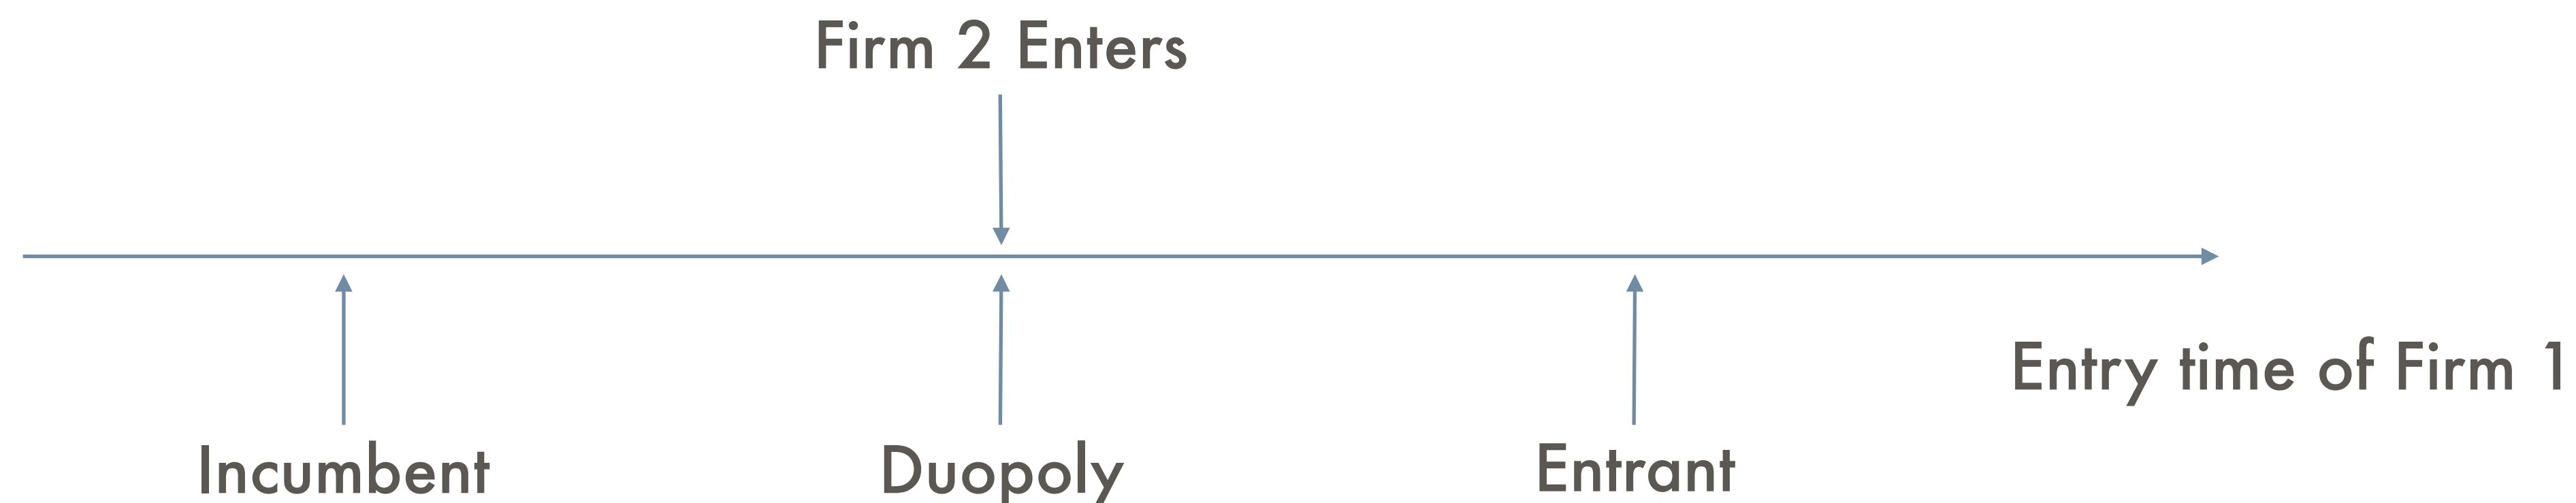 Firm 2 Enters
Entry time of Firm 1
Incumbent
Duopoly
Entrant